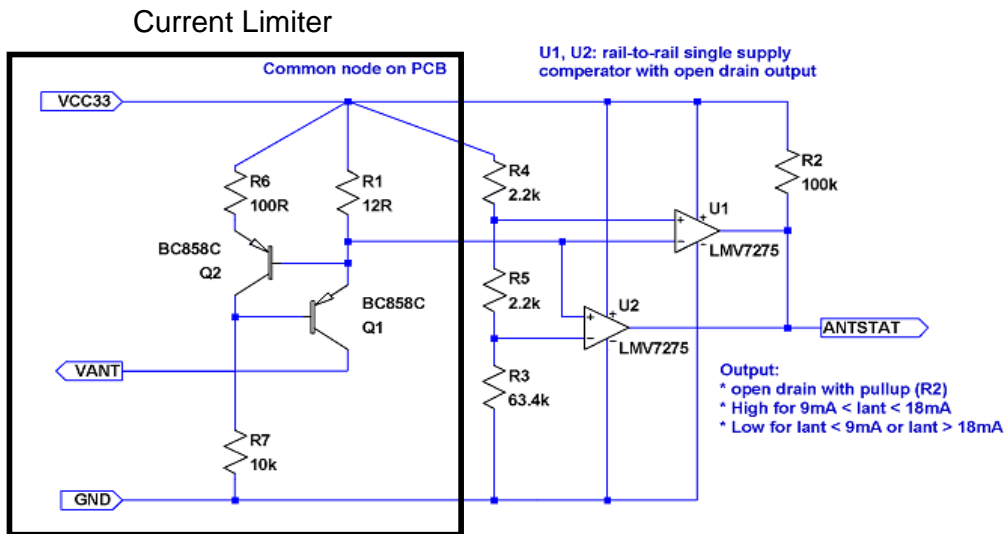 Current Limiter
Common node on PCB
U1, U2: rail-to-rail single supply
comperator with open drain output
VCC33
R6
100R
R1
12R
R4
2.2k
R2
100k
+
-
+
-
U1
LMV7275
BC858C
Q2
BC858C
Q1
R5
2.2k
+
-
+
-
U2
LMV7275
ANTSTAT
VANT
R3
63.4k
Output:
* open drain with pullup (R2)
* High for 9mA < Iant < 18mA
* Low for Iant < 9mA or Iant > 18mA
R7
10k
GND